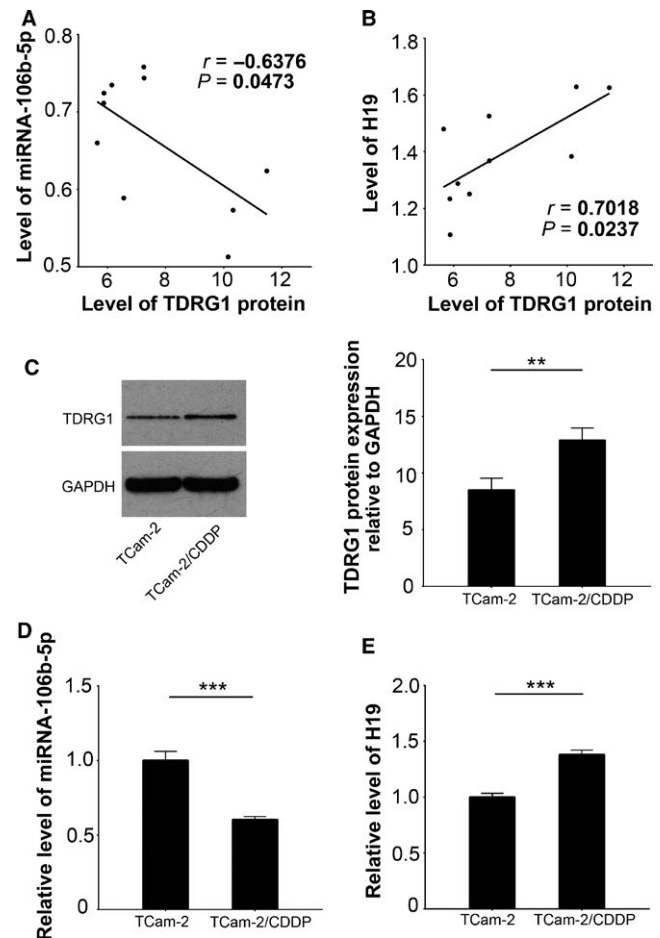 A
Level of miRNA-106b-5p
0.8
0.7
0.6
0.5
r = –0.6376
P = 0.0473
6 8 10 12
Level of TDRG1 protein
B
Level of H19
1.8
1.6
1.4
1.2
1.0
r = 0.7018
P = 0.0237
6 8 10 12
Level of TDRG1 protein
C
TDRG1
GAPDH
TCam-2
TCam-2/CDDP
TDRG1 protein expression
relative to GAPDH
20
15
10
5
0
**
TCam-2 TCam-2/CDDP
D
Relative level of miRNA-106b-5p
1.5
1.0
0.5
0.0
***
TCam-2 TCam-2/CDDP
E
Relative level of H19
2.0
1.5
1.0
0.5
0.0
***
TCam-2 TCam-2/CDDP